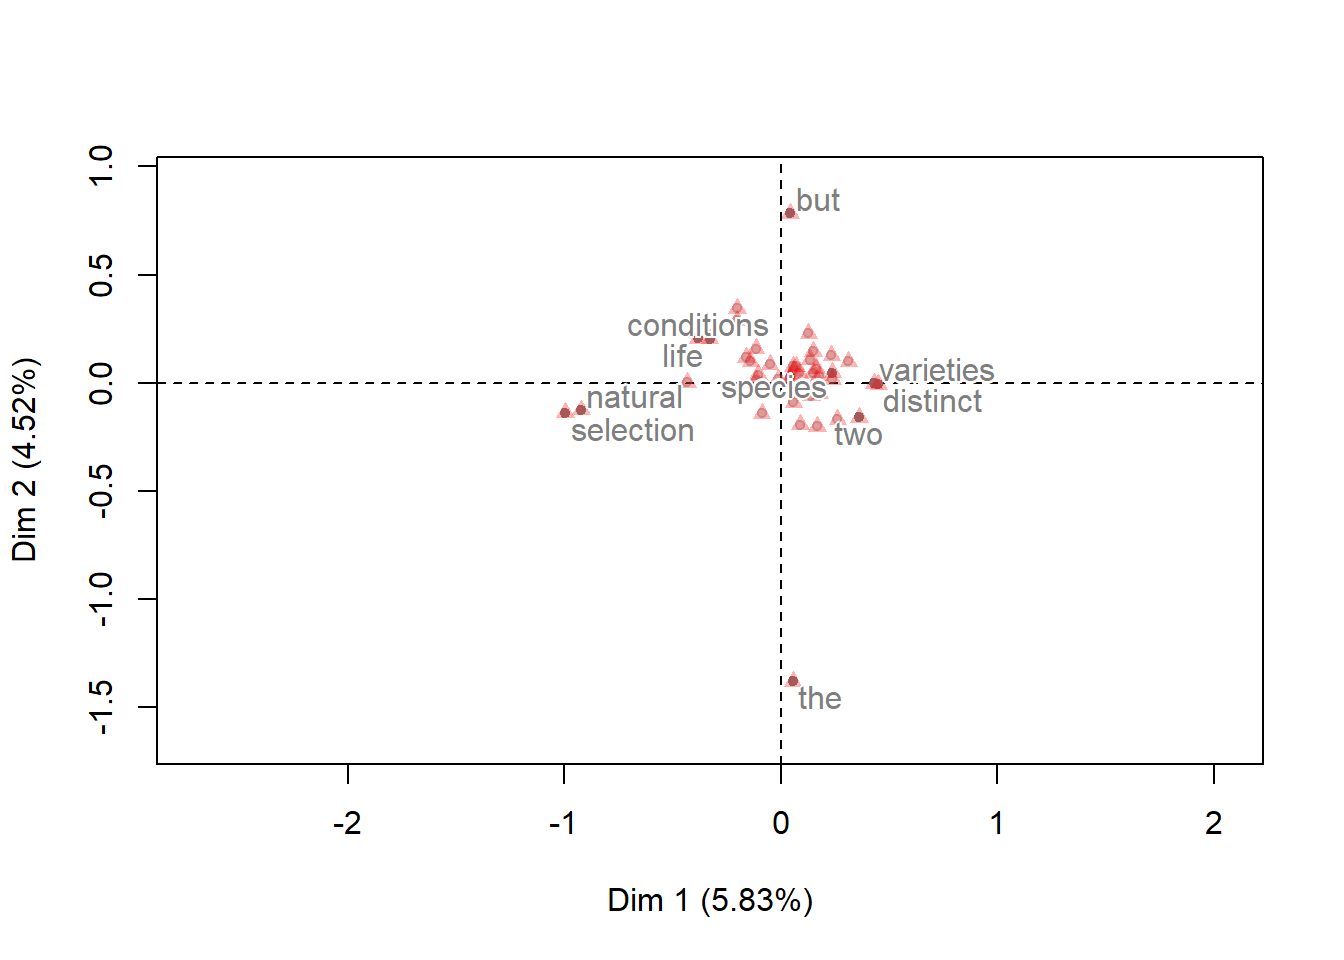 1.0
0.5
0.0
-0.5
-1.0
-1.5
Dim 2 (4.52%)
but
conditions
life
species
varieties
distinct
natural
selection
two
the
-2
-1
0
1
2
Dim 1 (5.83%)